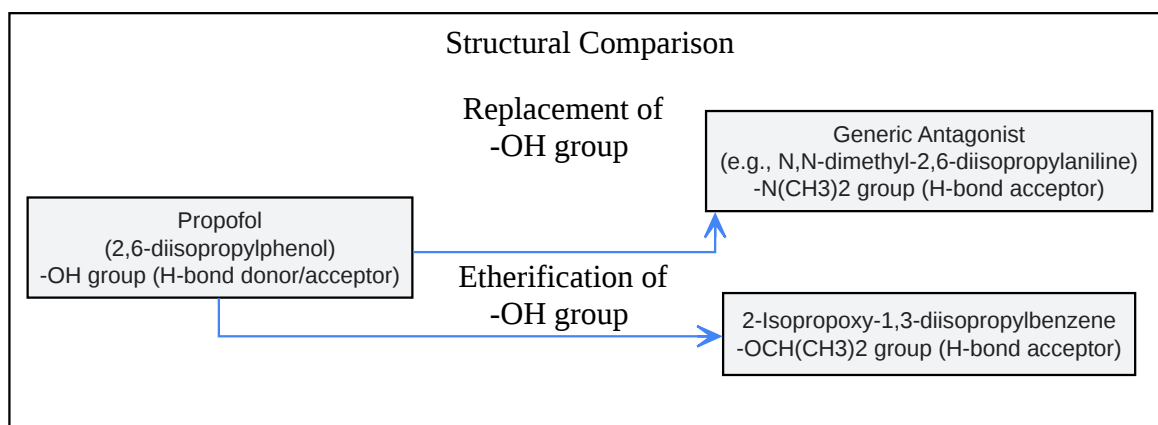 Structural Comparison
Replacement of
-OH group
Generic Antagonist
(e.g., N,N-dimethyl-2,6-diisopropylaniline)
-N(CH3)2 group (H-bond acceptor)
Propofol
(2,6-diisopropylphenol)
-OH group (H-bond donor/acceptor)
Etherification of
-OH group
2-Isopropoxy-1,3-diisopropylbenzene
-OCH(CH3)2 group (H-bond acceptor)